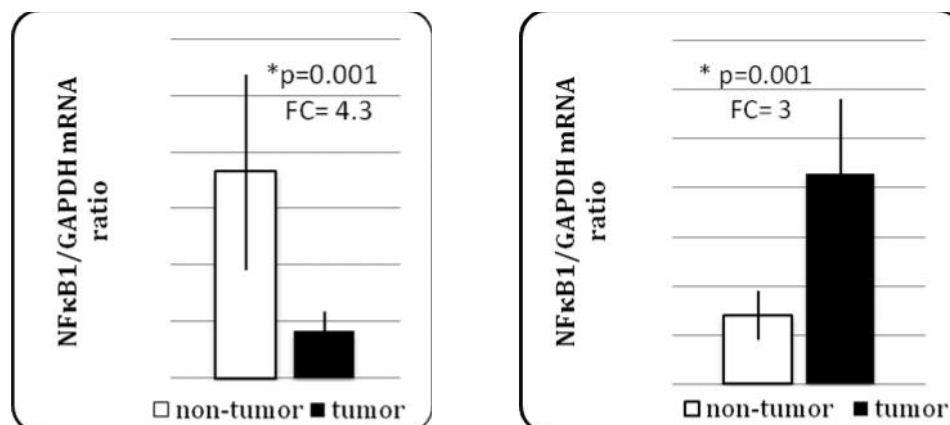 NFκB1/GAPDH mRNA
ratio
*p=0.001
FC= 4.3
non-tumor tumor
NFκB1/GAPDH mRNA
ratio
* p=0.001
FC= 3
non-tumor tumor